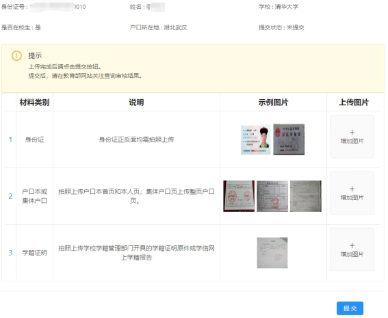 身份证号： 0010
姓名：
学校：清华大学
是否在校生：是
户口所在地：湖北武汉
提交状态：未提交
提示
上传完成后请点击提交按钮。
提交后，请在教育部网站关注查询审核结果。
材料类别
说明
示例图片
上传图片
1
身份证
身份证正反面均需拍照上传
+
增加图片
2
户口本或
集体户口
拍照上传户口本首页和本人页；集体户口页上传整页户口
页。
+
增加图片
3
学籍证明
拍照上传学校学籍管理部门开具的学籍证明原件或学信网
上学籍报告
+
增加图片
提交